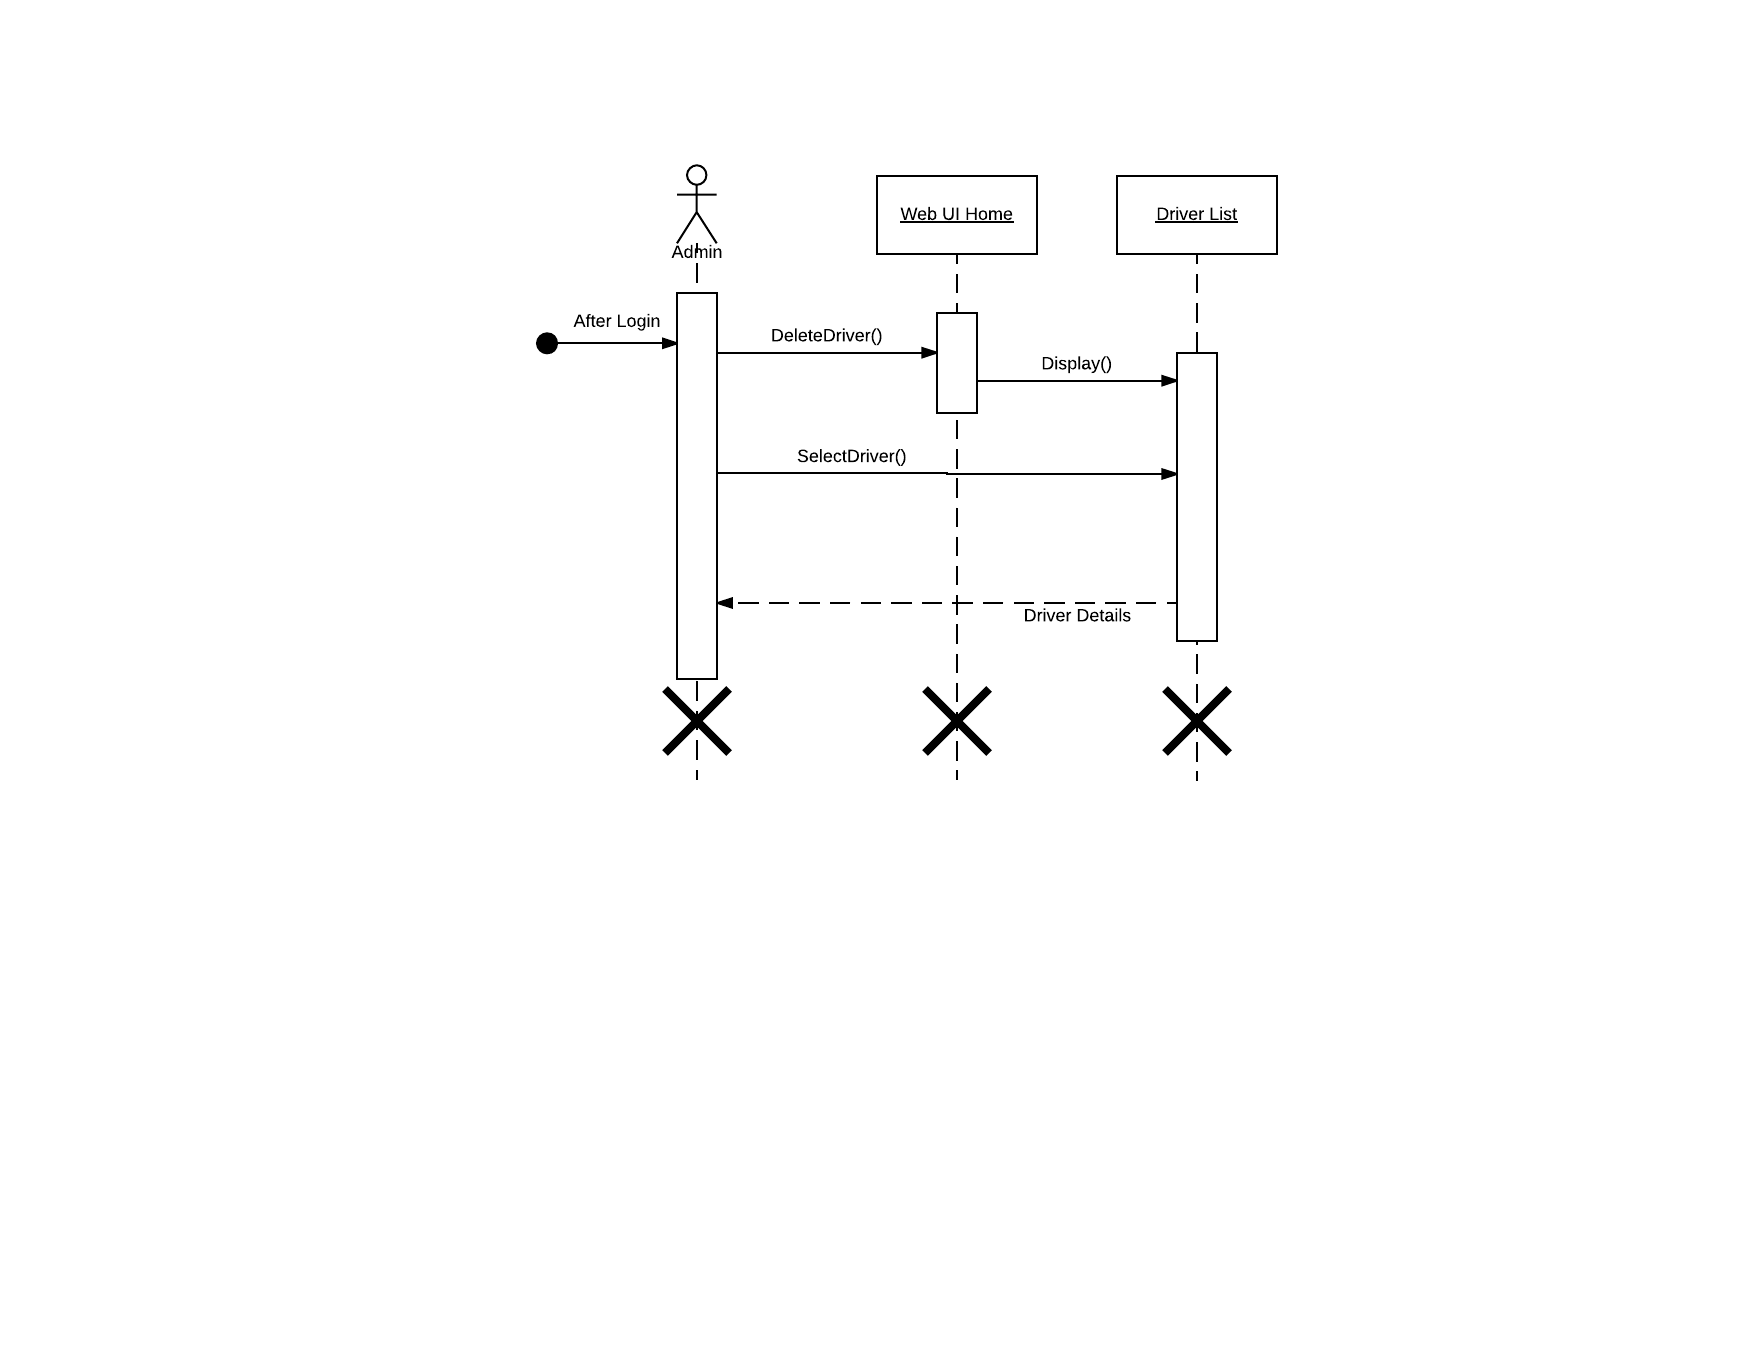 Admin
Web UI Home
Driver List
After Login
DeleteDriver()
Display()
SelectDriver()
Driver Details